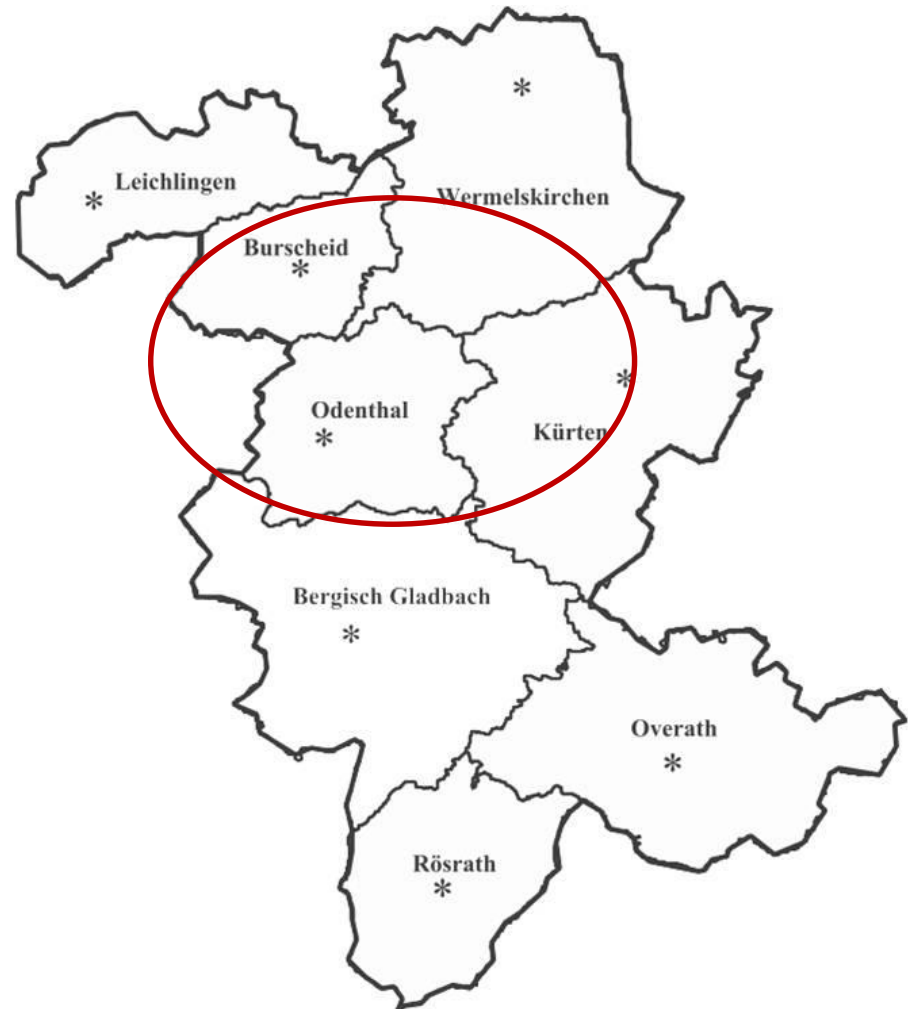 Leichlingen
Wermelskirchen
Burscheid
Odenthal
Kürten
Bergisch Gladbach
Overath
Rösrath